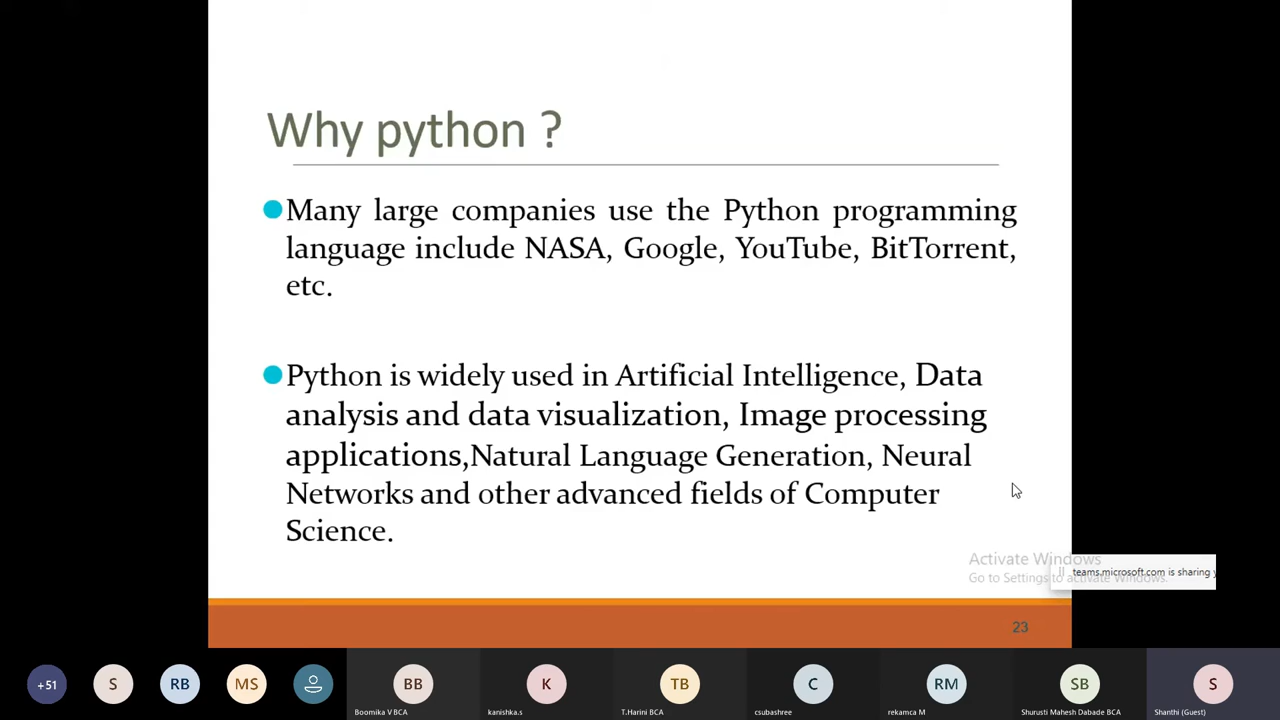 Why python ?
Many large companies use the Python programming
language include NASA, Google, YouTube, BitTorrent,
etc.
Python is widely used in Artificial Intelligence, Data
analysis and data visualization, Image processing
applications,Natural Language Generation, Neural
Networks and other advanced fields of Computer
Science.
Activate Windows
Go to Settings to activate Windows.
teams.microsoft.com is sharing y
23
+51
S
RB
MS
BB
K
TB
C
RM
SB
S
Boomika V BCA
kanishka.s
T.Harini BCA
csubashree
rekamca M
Shurusti Mahesh Dabade BCA
Shanthi (Guest)